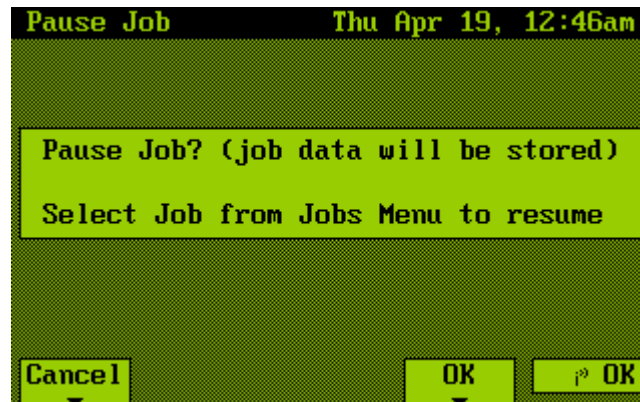 Pause Job Thu Apr 19, 12:46am
Pause Job? (job data will be stored)
Select Job from Jobs Menu to resume
Cancel OK OK